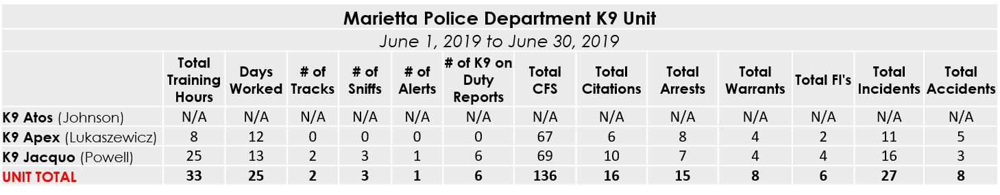 Marietta Police Department K9 Unit
June 1, 2019 to June 30, 2019
Total Training Hours Days Worked # of Tracks # of Sniffs # of Alerts # of K9 on Duty Reports Total CFS Total Citations Total Arrests Total Warrants Total FI's Total Incidents Total Accidents
K9 Atos (Johnson) N/A N/A N/A N/A N/A N/A N/A N/A N/A N/A N/A N/A N/A
K9 Apex (Lukaszewicz) 8 12 0 0 0 0 67 6 8 4 2 11 5
K9 Jacquo (Powell) 25 13 2 3 1 6 69 10 7 4 4 16 3
UNIT TOTAL 33 25 2 3 1 6 136 16 15 8 6 27 8